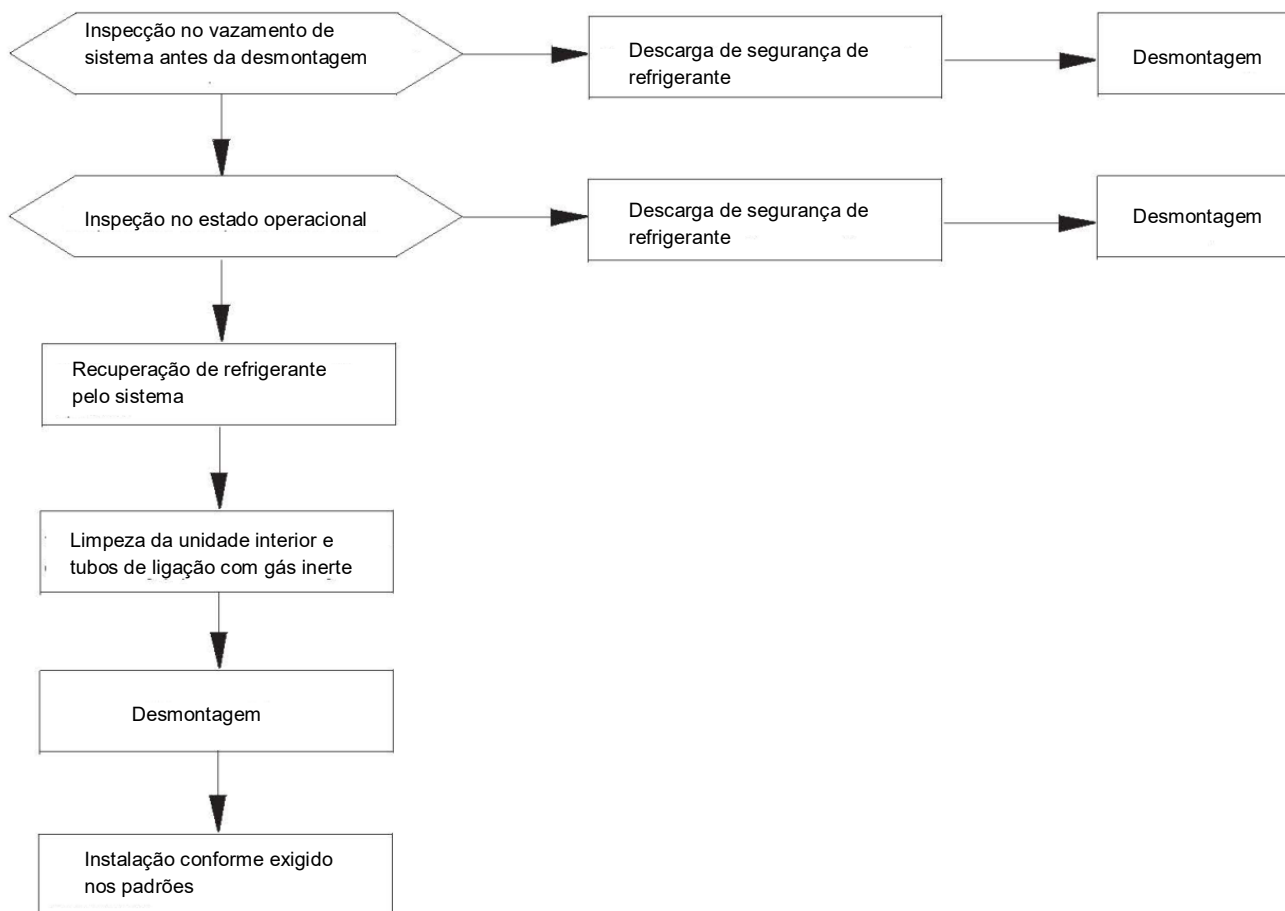 Inspecção no vazamento de
sistema antes da desmontagem
Descarga de segurança de
refrigerante
Desmontagem
Inspeção no estado operacional
Descarga de segurança de
refrigerante
Desmontagem
Recuperação de refrigerante
pelo sistema
Limpeza da unidade interior e
tubos de ligação com gás inerte
Desmontagem
Instalação conforme exigido
nos padrões